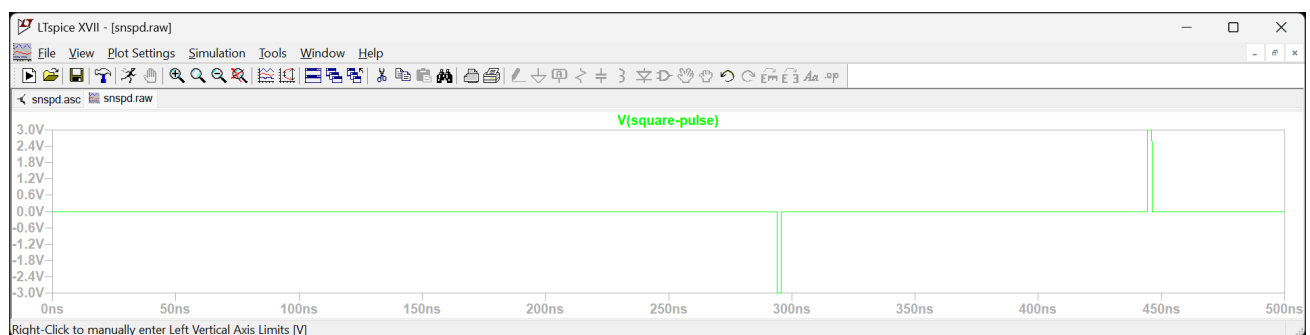 LTspice XVII - [snspd.raw]
File View Plot Settings Simulation Tools Window Help
snspd.asc snspd.raw
V(square-pulse)
3.0V
2.4V
1.8V
1.2V
0.6V
0.0V
-0.6V
-1.2V
-1.8V
-2.4V
-3.0V
0ns 50ns 100ns 150ns 200ns 250ns 300ns 350ns 400ns 450ns 500ns
Right-Click to manually enter Left Vertical Axis Limits [V]